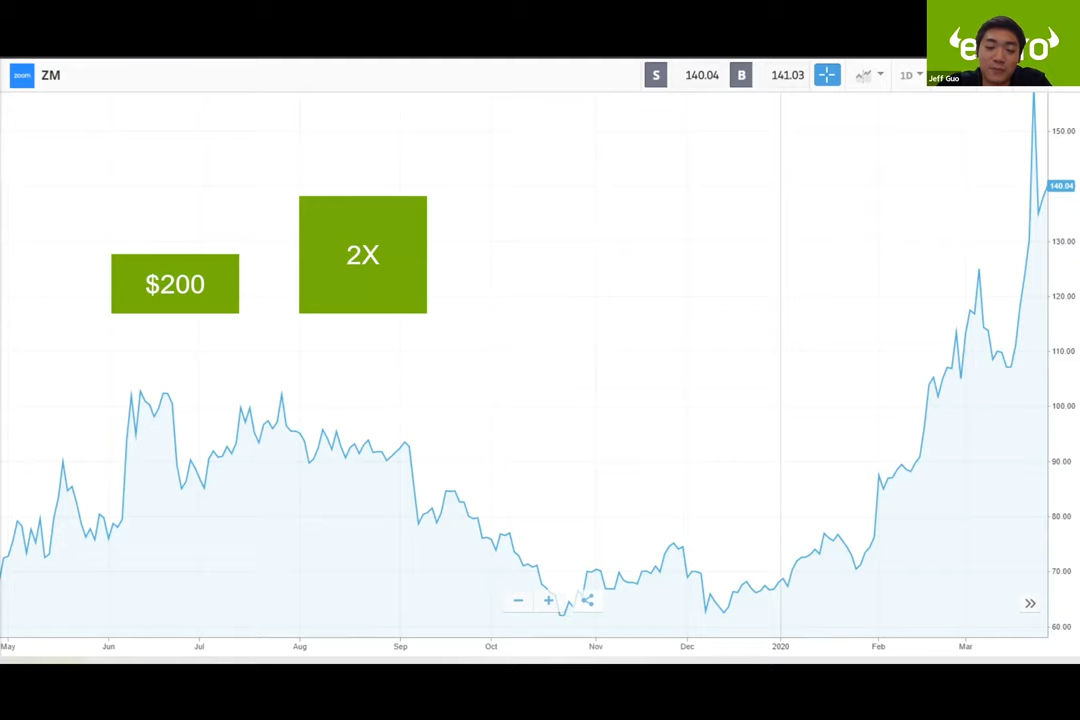 zoom ZM S 140.04 B 141.03 1D
Jeff Guo
150.00
140.04
130.00
120.00
110.00
100.00
90.00
80.00
70.00
60.00
2X
$200
May Jun Jul Aug Sep Oct Nov Dec 2020 Feb Mar